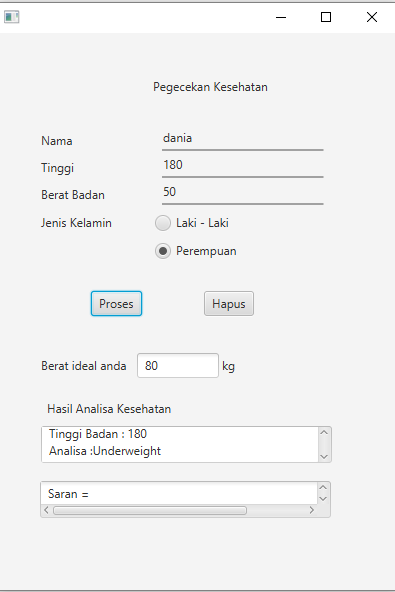 Pegecekan Kesehatan
Nama dania
Tinggi 180
Berat Badan 50
Jenis Kelamin Laki - Laki
Perempuan
Proses Hapus
Berat ideal anda 80 kg
Hasil Analisa Kesehatan
Tinggi Badan : 180
Analisa :Underweight
Saran =